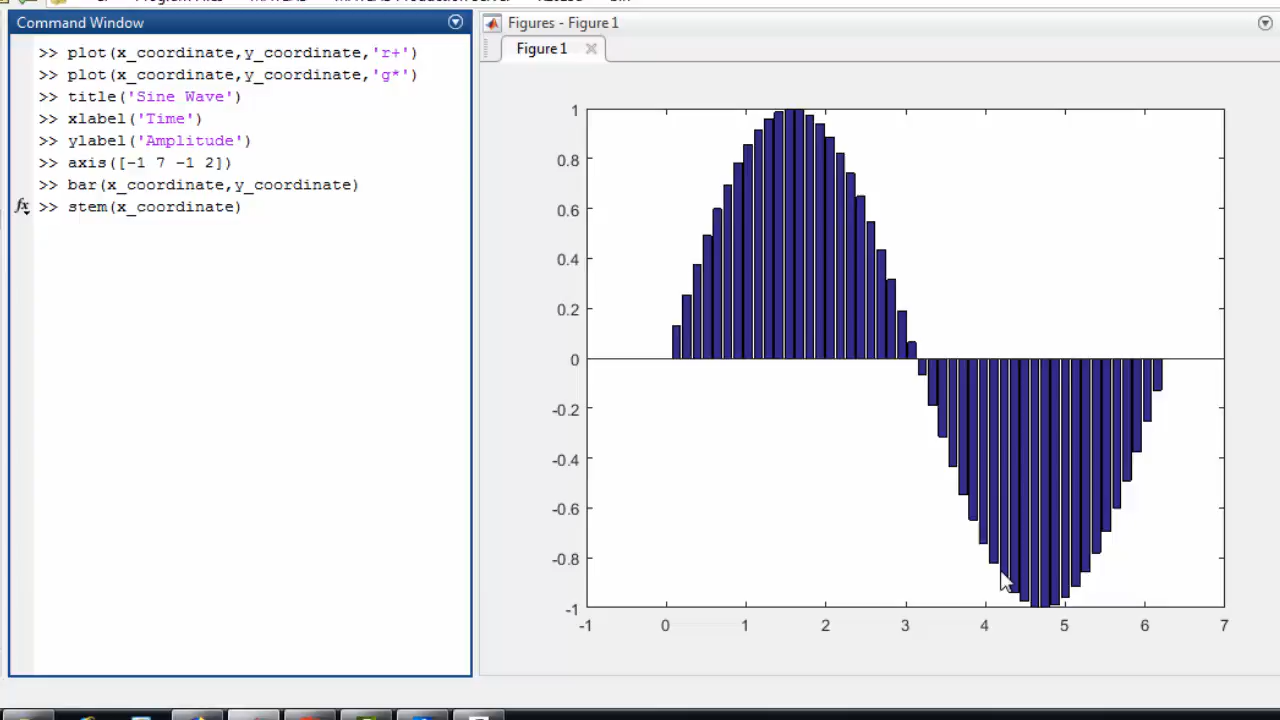 Command Window
>> plot(x_coordinate,y_coordinate,'r+')
>> plot(x_coordinate,y_coordinate,'g*')
>> title('Sine Wave')
>> xlabel('Time')
>> ylabel('Amplitude')
>> axis([-1 7 -1 2])
>> bar(x_coordinate,y_coordinate)
fx >> stem(x_coordinate)
Figures - Figure 1
Figure 1
1
0.8
0.6
0.4
0.2
0
-0.2
-0.4
-0.6
-0.8
-1
-1 0 1 2 3 4 5 6 7